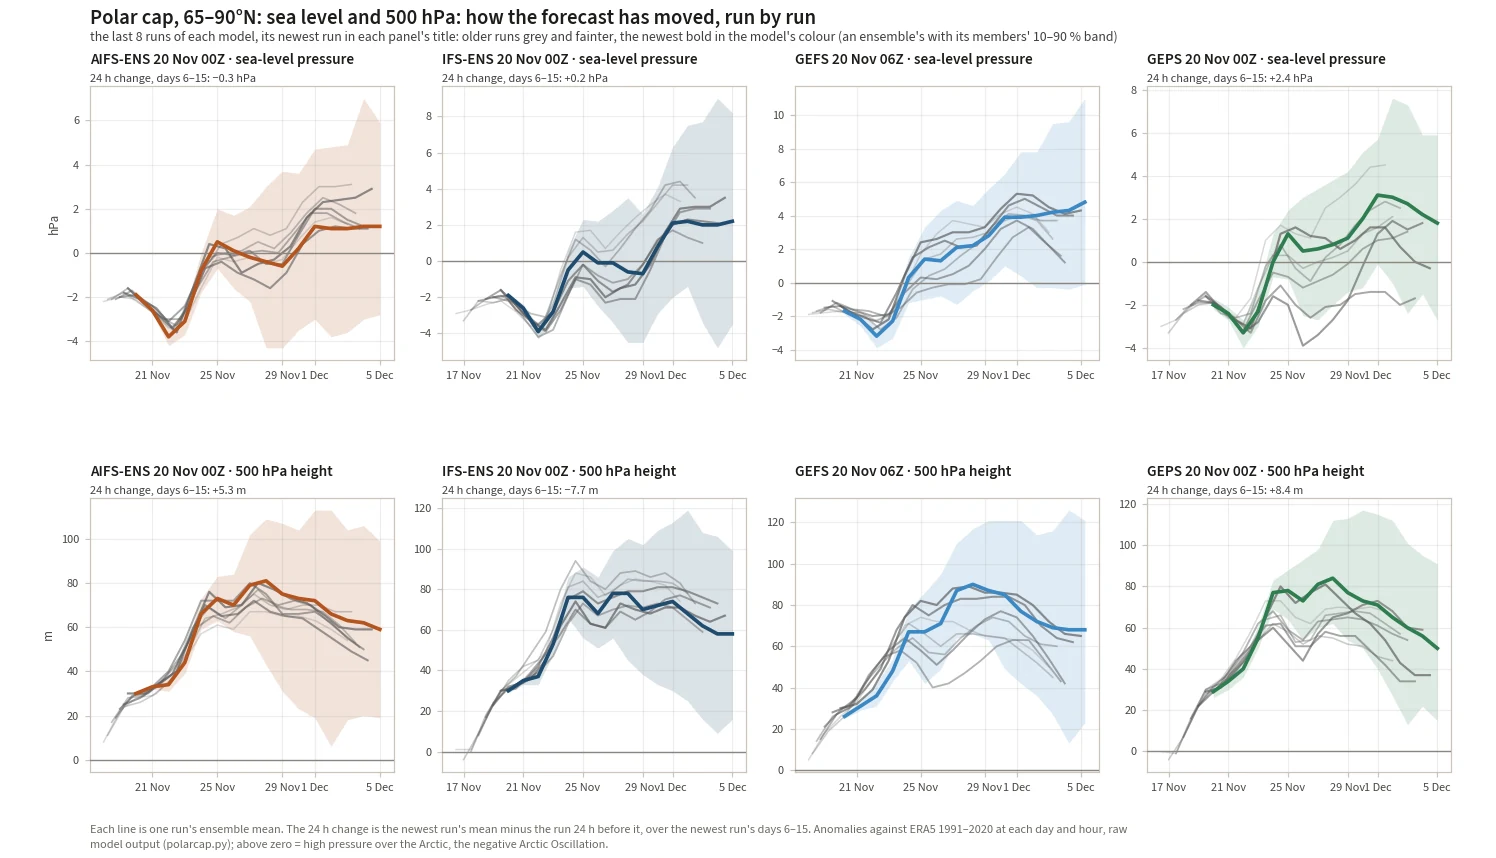 Polar cap, 65–90°N: sea level and 500 hPa: how the forecast has moved, run by run
the last 8 runs of each model, its newest run in each panel's title: older runs grey and fainter, the newest bold in the model's colour (an ensemble's with its members' 10–90 % band)
AIFS-ENS 20 Nov 00Z · sea-level pressure
24 h change, days 6–15: −0.3 hPa
hPa
6
4
2
0
−2
−4
21 Nov 25 Nov 29 Nov 1 Dec 5 Dec
IFS-ENS 20 Nov 00Z · sea-level pressure
24 h change, days 6–15: +0.2 hPa
8
6
4
2
0
−2
−4
17 Nov 21 Nov 25 Nov 29 Nov 1 Dec 5 Dec
GEFS 20 Nov 06Z · sea-level pressure
10
8
6
4
2
0
−2
−4
21 Nov 25 Nov 29 Nov 1 Dec 5 Dec
GEPS 20 Nov 00Z · sea-level pressure
24 h change, days 6–15: +2.4 hPa
8
6
4
2
0
−2
−4
17 Nov 21 Nov 25 Nov 29 Nov 1 Dec 5 Dec
AIFS-ENS 20 Nov 00Z · 500 hPa height
24 h change, days 6–15: +5.3 m
m
100
80
60
40
20
0
21 Nov 25 Nov 29 Nov 1 Dec 5 Dec
IFS-ENS 20 Nov 00Z · 500 hPa height
24 h change, days 6–15: −7.7 m
120
100
80
60
40
20
0
17 Nov 21 Nov 25 Nov 29 Nov 1 Dec 5 Dec
GEFS 20 Nov 06Z · 500 hPa height
120
100
80
60
40
20
0
21 Nov 25 Nov 29 Nov 1 Dec 5 Dec
GEPS 20 Nov 00Z · 500 hPa height
24 h change, days 6–15: +8.4 m
120
100
80
60
40
20
0
17 Nov 21 Nov 25 Nov 29 Nov 1 Dec 5 Dec
Each line is one run's ensemble mean. The 24 h change is the newest run's mean minus the run 24 h before it, over the newest run's days 6–15. Anomalies against ERA5 1991–2020 at each day and hour, raw
model output (polarcap.py); above zero = high pressure over the Arctic, the negative Arctic Oscillation.